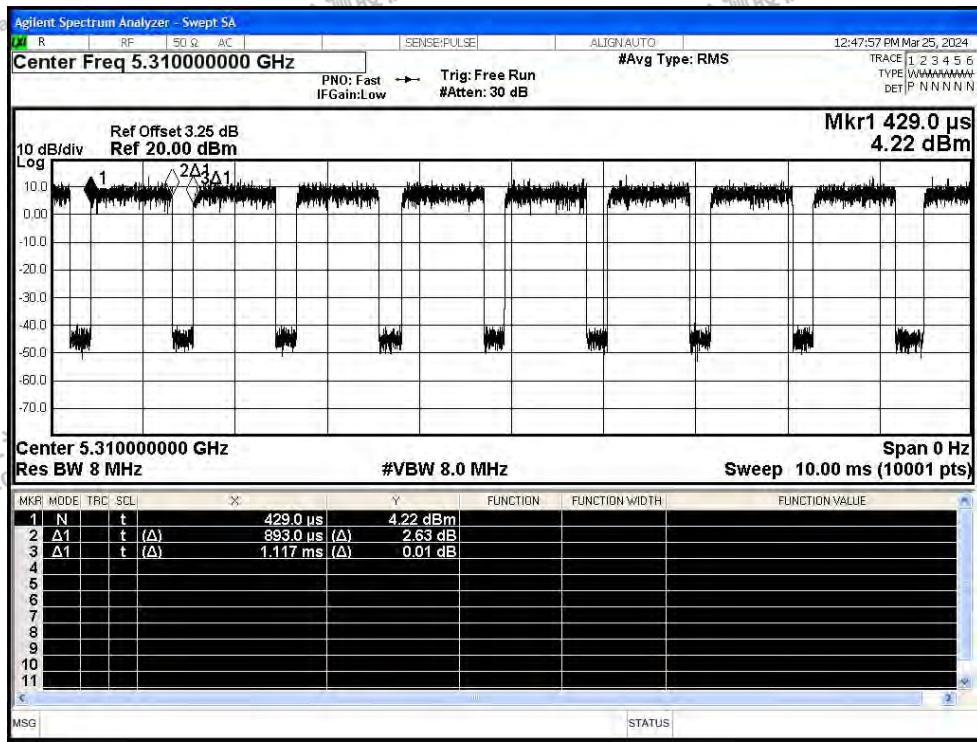 Agilent Spectrum Analyzer - Swept SA
R RF 50 Ω AC SENSE:PULSE ALIGN AUTO 12:47:57 PM Mar 25, 2024
Center Freq 5.310000000 GHz #Avg Type: RMS TRACE 1 2 3 4 5 6
PNO: Fast Trig: Free Run TYPE WWWWWW
IFGain:Low #Atten: 30 dB DET P N N N N N
Mkr1 429.0 µs
4.22 dBm
Ref Offset 3.25 dB
10 dB/div Ref 20.00 dBm
Log
1 2Δ1 3Δ1
10.0
0.00
-10.0
-20.0
-30.0
-40.0
-50.0
-60.0
-70.0
Center 5.3100000000 GHz Span 0 Hz
Res BW 8 MHz #VBW 8.0 MHz Sweep 10.00 ms (10001 pts)
MKR MODE TRC SCL X Y FUNCTION FUNCTION WIDTH FUNCTION VALUE
1 N t 429.0 µs 4.22 dBm
2 Δ1 t (Δ) 893.0 µs (Δ) 2.63 dB
3 Δ1 t (Δ) 1.117 ms (Δ) 0.01 dB
4
5
6
7
8
9
10
11
MSG STATUS